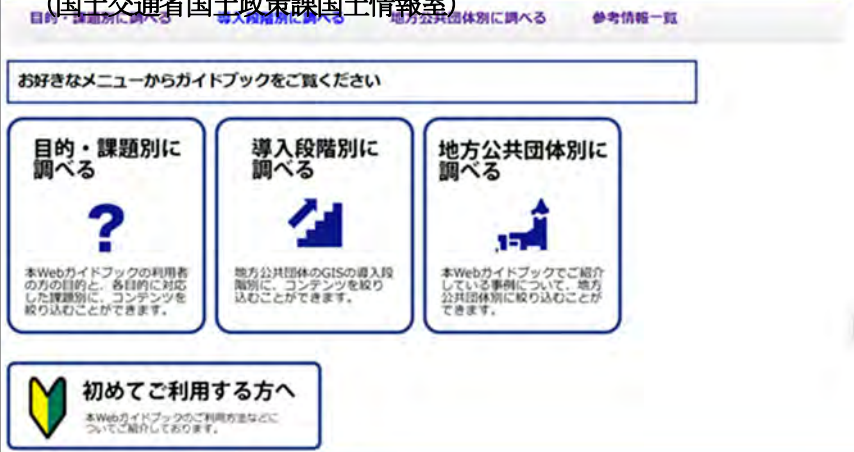 (国土交通省国土政策課国土情報室)
目的・課題別に調べる 導入段階別に調べる 地方公共団体別に調べる 参考情報一覧
お好きなメニューからガイドブックをご覧ください
目的・課題別に
調べる
?
本Webガイドブックの利用者
の方の目的と、各目的に対応
した課題別に、コンテンツを
絞り込むことができます。
導入段階別に
調べる
地方公共団体のGISの導入段
階別に、コンテンツを絞り
込むことができます。
地方公共団体別に
調べる
本Webガイドブックでご紹介
している事例について、地方
公共団体別に絞り込むことが
できます。
初めてご利用する方へ
本Webガイドブックのご利用方法などに
ついてご紹介しております。